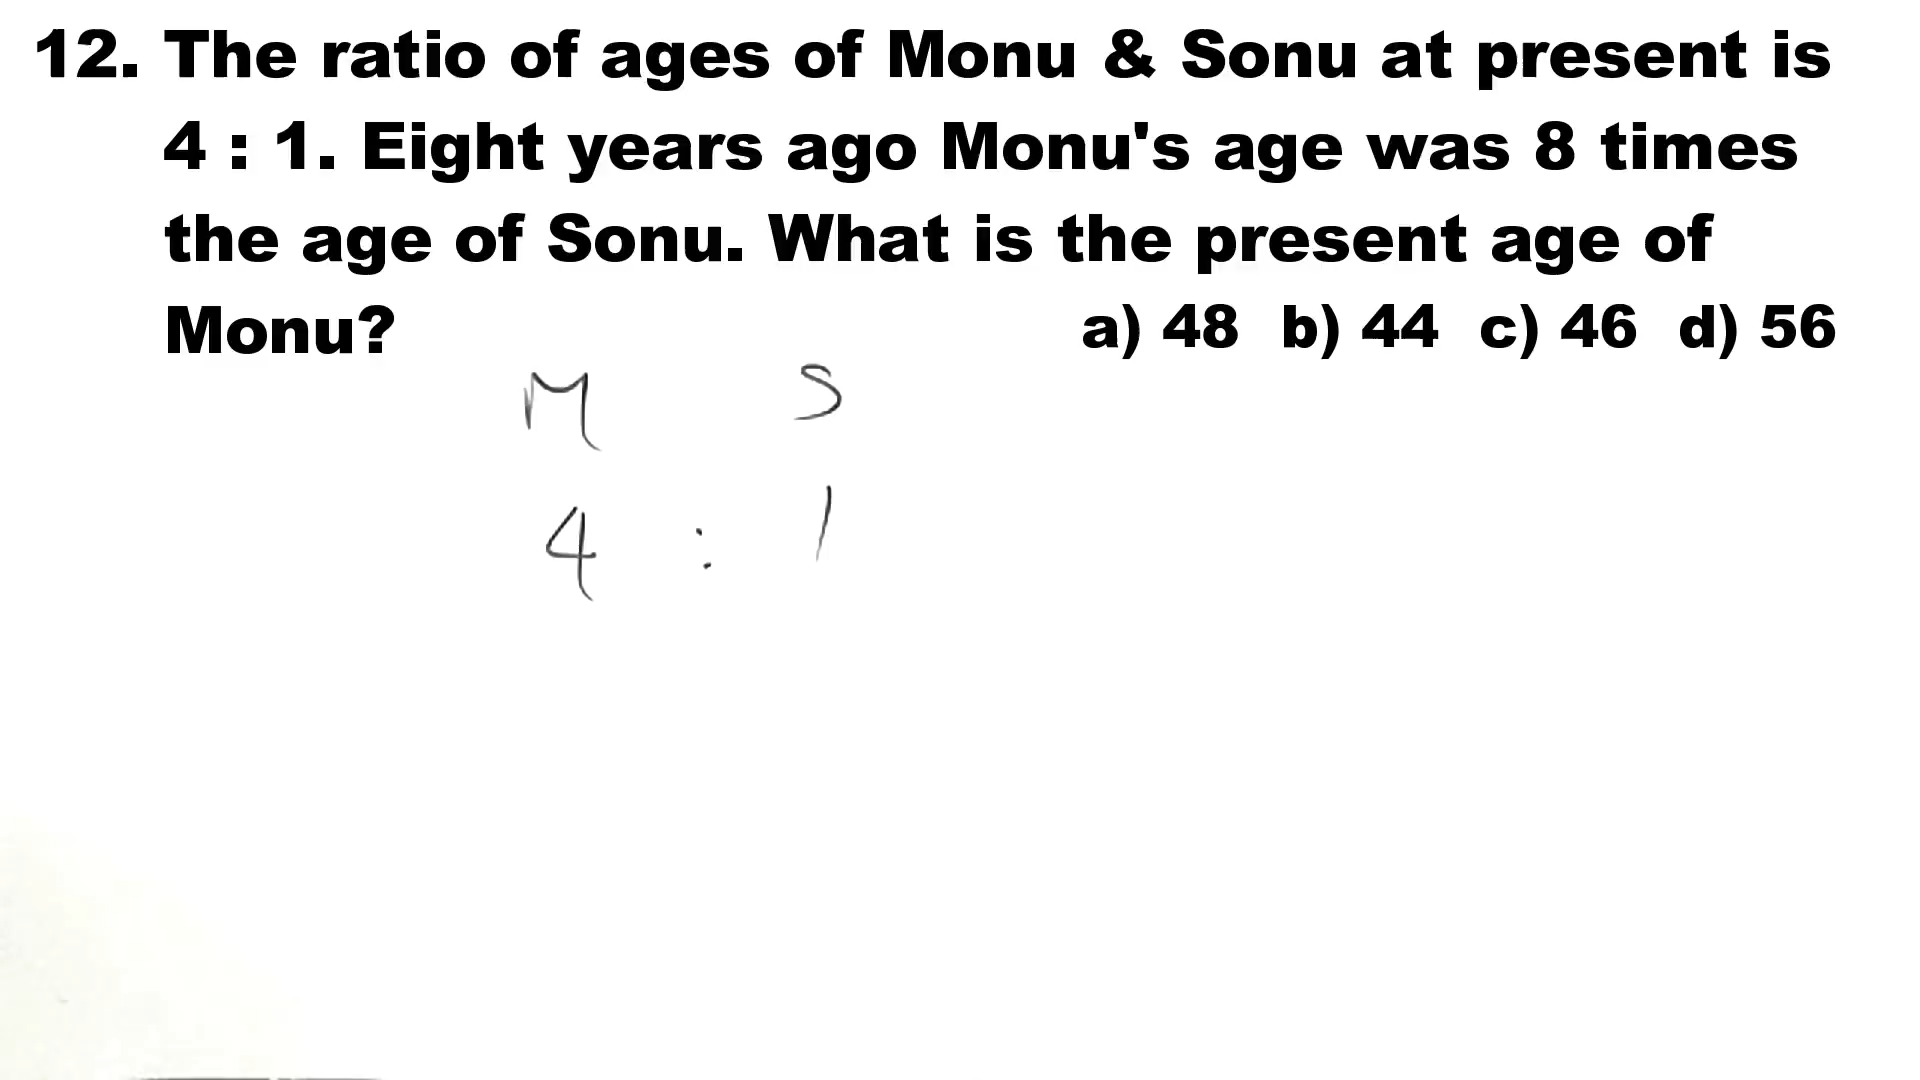 12. The ratio of ages of Monu & Sonu at present is
4 : 1. Eight years ago Monu's age was 8 times
the age of Sonu. What is the present age of
Monu? a) 48 b) 44 c) 46 d) 56
M S
4 : 1